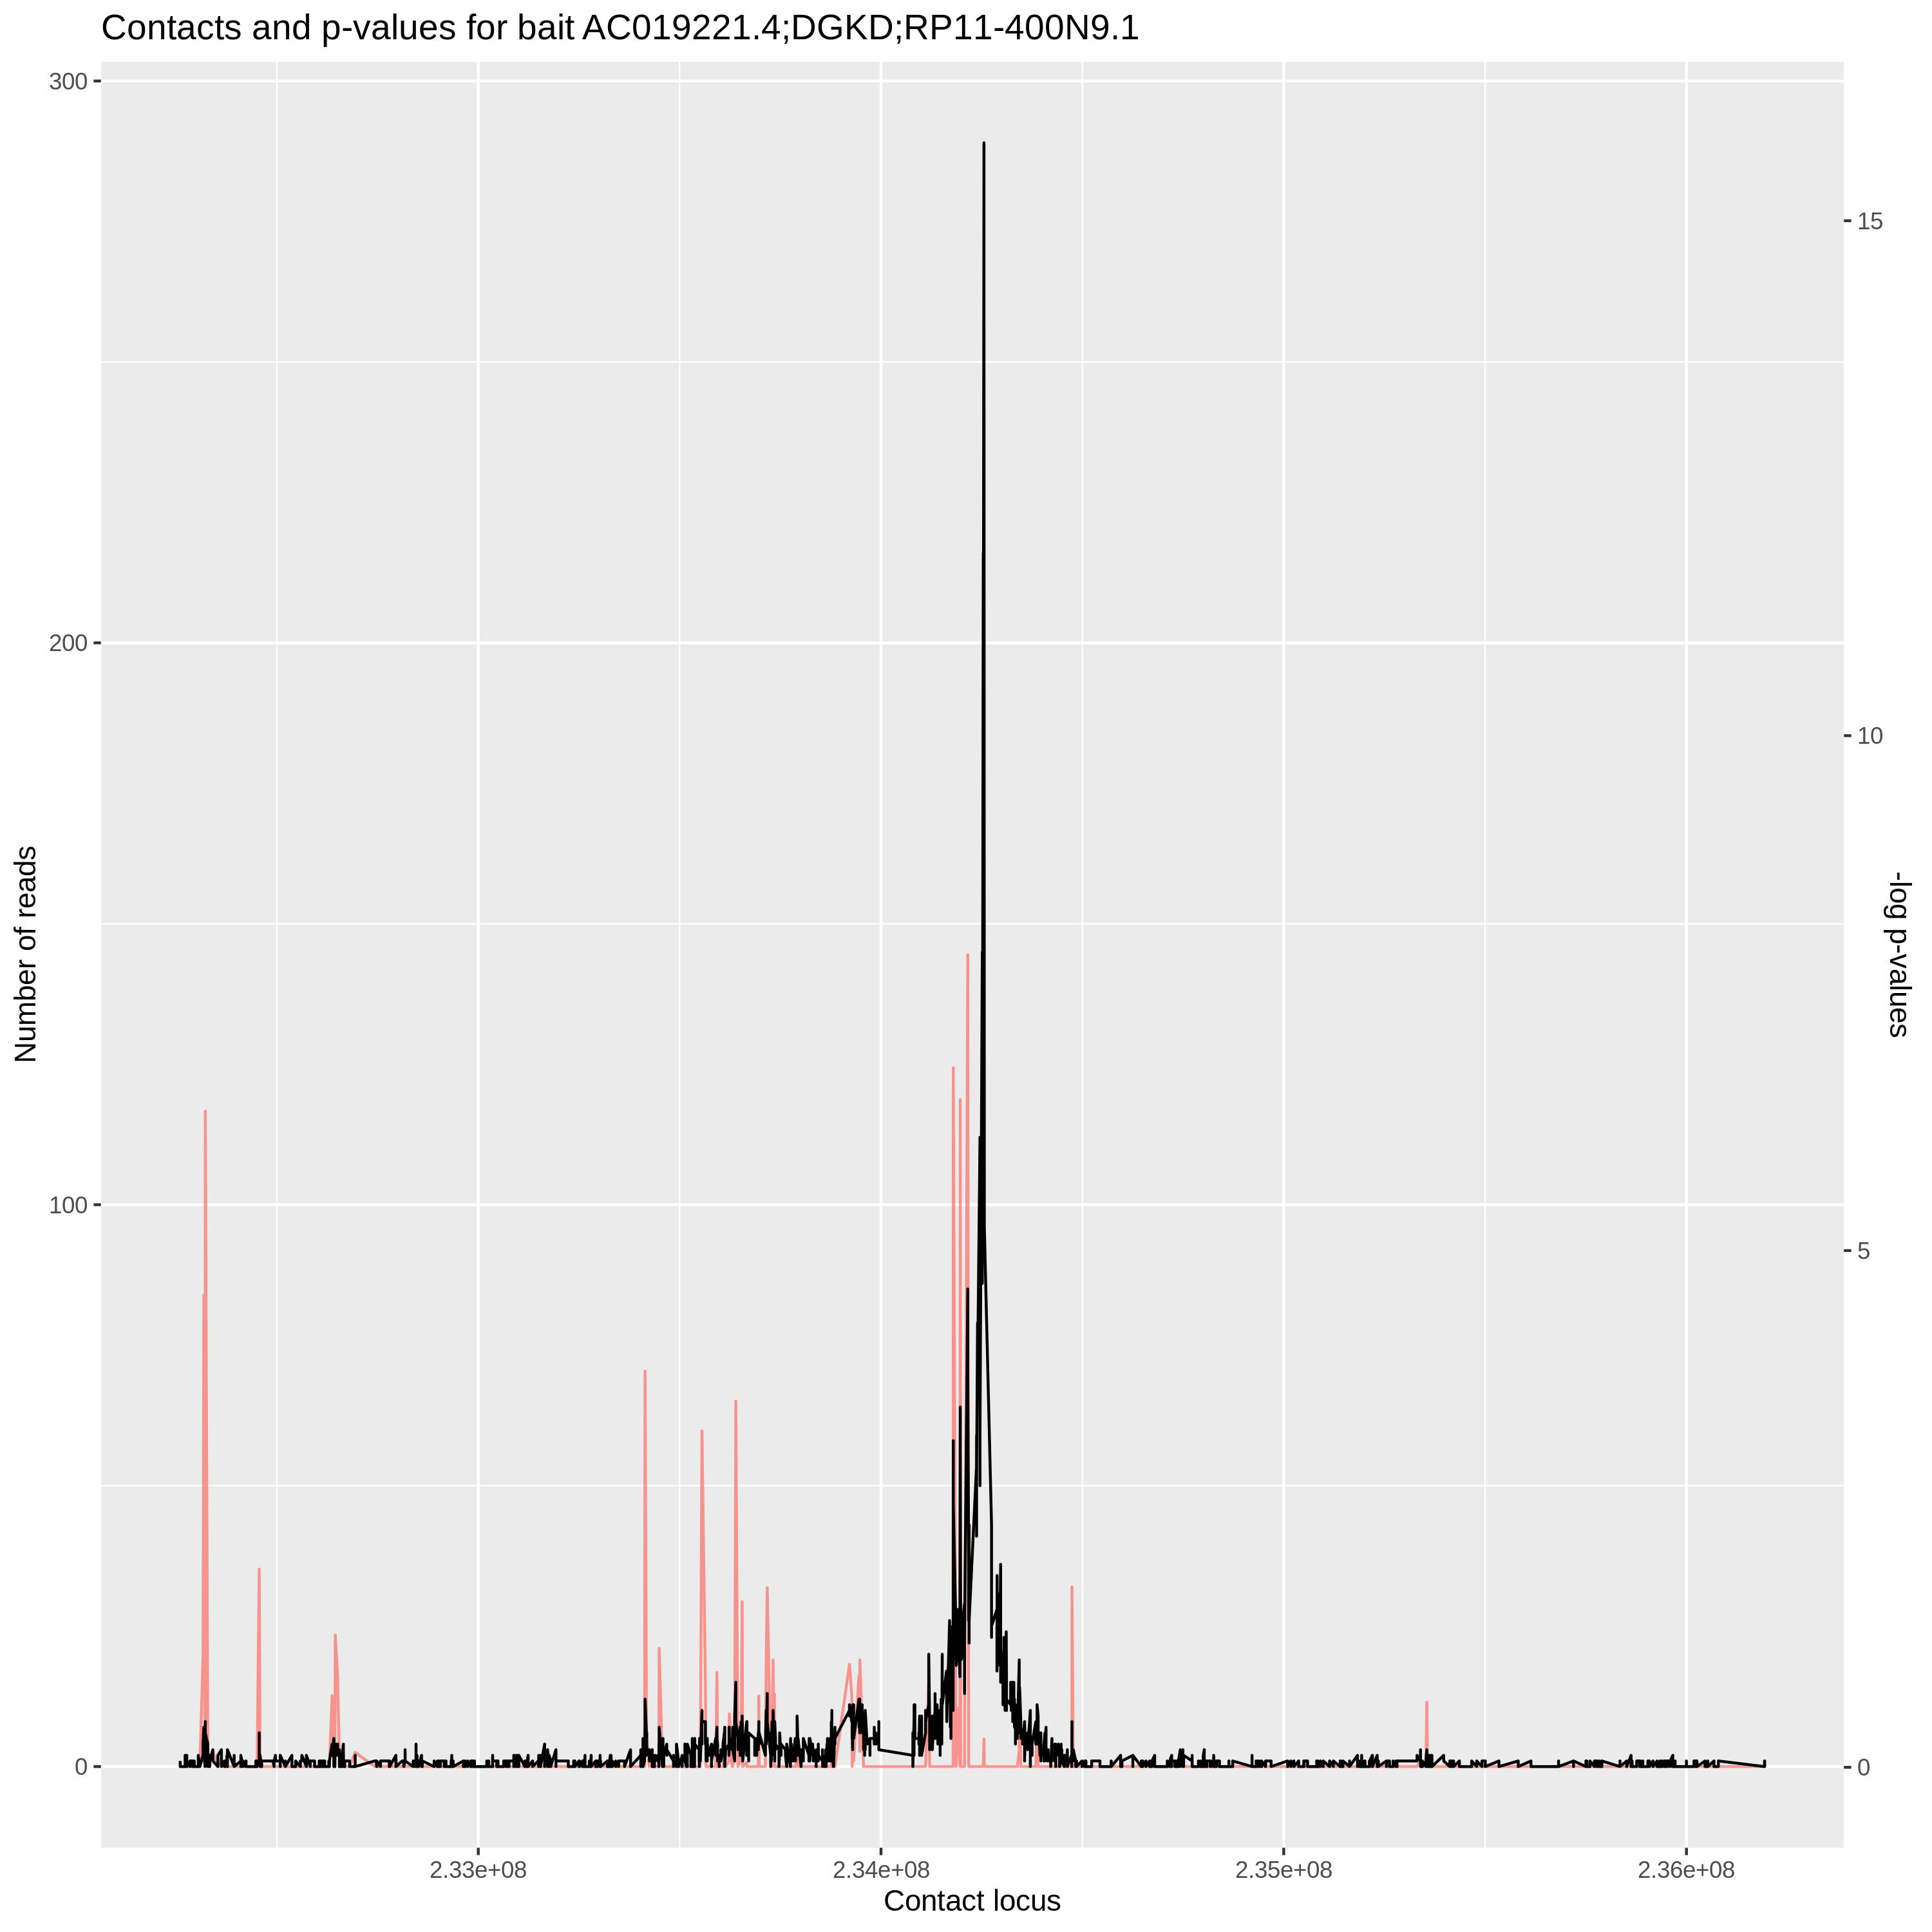 Contacts and p-values for bait AC019221.4;DGKD;RP11-400N9.1
300
200
100
0
Number of reads
15
10
5
0
-log p-values
2.33e+08 2.34e+08 2.35e+08 2.36e+08
Contact locus